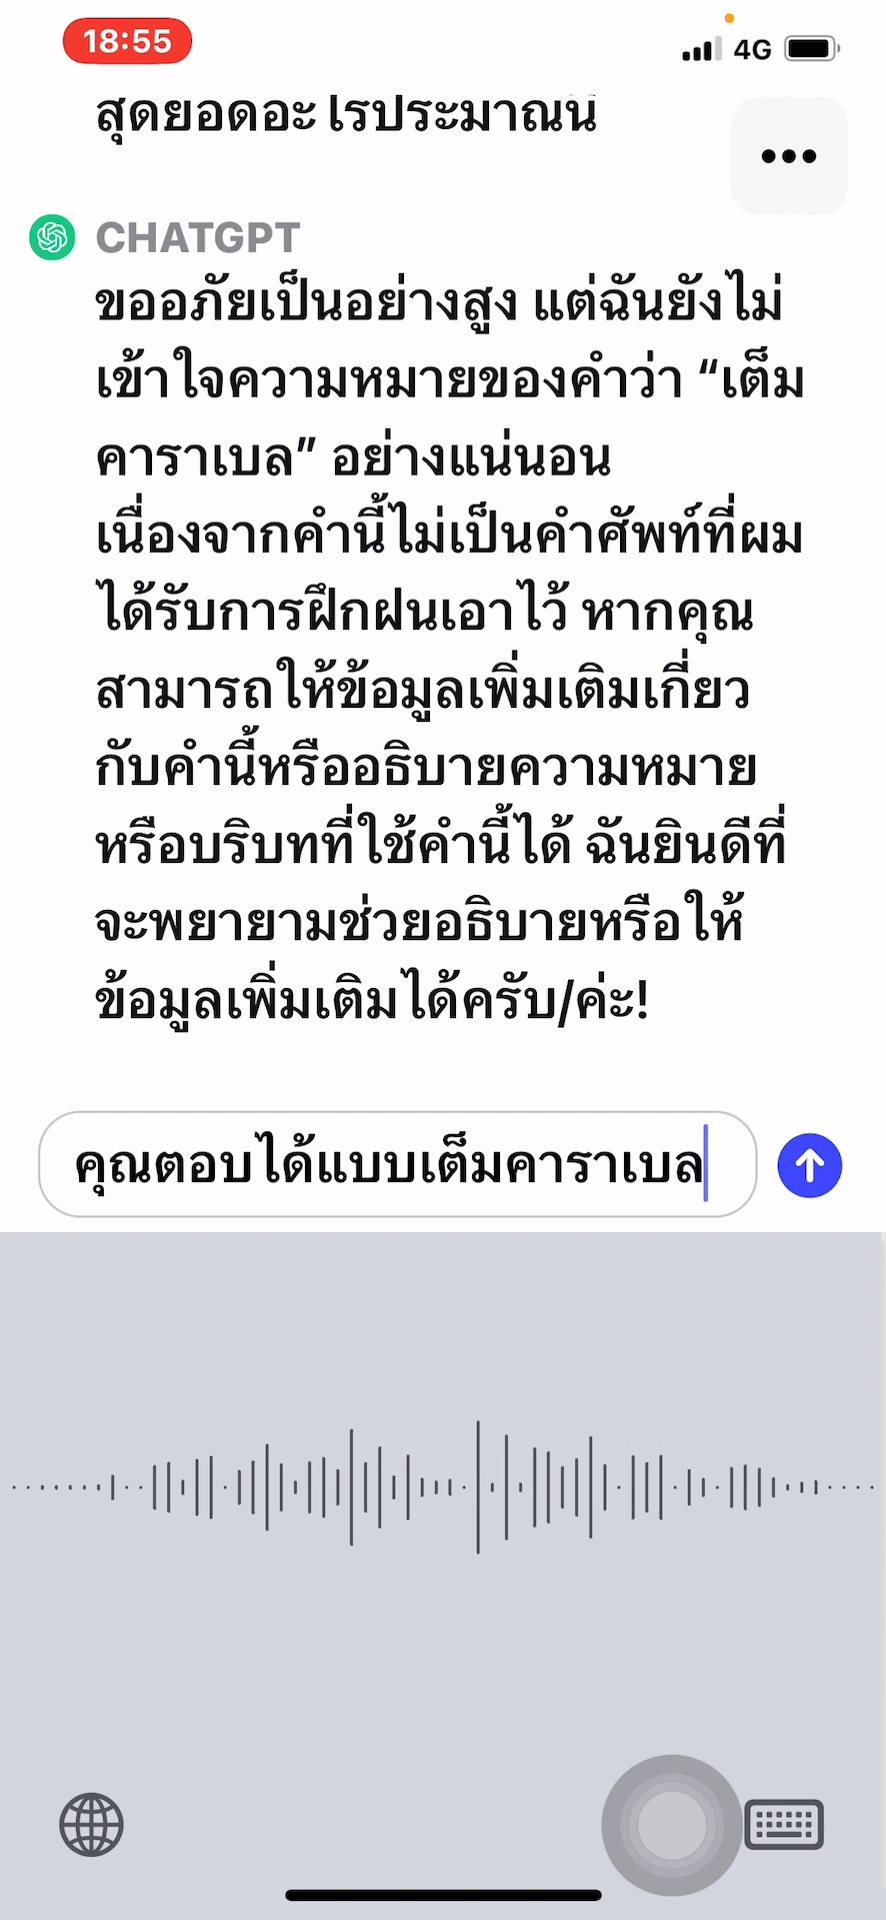 18:55
4G
สุดยอดอะไรประมาณนี้
CHATGPT
ขออภัยเป็นอย่างสูง แต่ฉันยังไม่
เข้าใจความหมายของคำว่า “เต็ม
คาราเบล” อย่างแน่นอน
เนื่องจากคำนี้ไม่เป็นคำศัพท์ที่ผม
ได้รับการฝึกฝนเอาไว้ หากคุณ
สามารถให้ข้อมูลเพิ่มเติมเกี่ยว
กับคำนี้หรืออธิบายความหมาย
หรือบริบทที่ใช้คำนี้ได้ ฉันยินดีที่
จะพยายามช่วยอธิบายหรือให้
ข้อมูลเพิ่มเติมได้ครับ/ค่ะ!
คุณตอบได้แบบเต็มคาราเบล